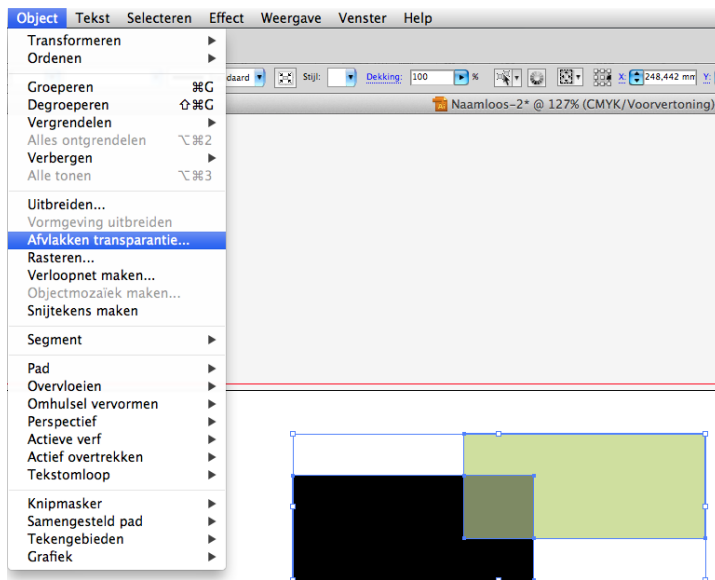 Object Tekst Selecteren Effect Weergave Venster Help
Transformeren
Ordenen
daard Stijl: Dekking: 100 % X: 248,442 mm Y:
Groeperen ⌘G
Naamloos-2* @ 127% (CMYK/Voorvertoning)
Degroeperen ⇧⌘G
Vergrendelen
Alles ontgrendelen ⌥⌘2
Verbergen
Alle tonen ⌥⌘3
Uitbreiden...
Vormgeving uitbreiden
Afvlakken transparantie...
Rasteren...
Verloopnet maken...
Objectmozaïek maken...
Snijtekens maken
Segment
Pad
Overvloeien
Omhulsel vervormen
Perspectief
Actieve verf
Actief overtrekken
Tekstomloop
Knipmasker
Samengesteld pad
Tekengebieden
Grafiek